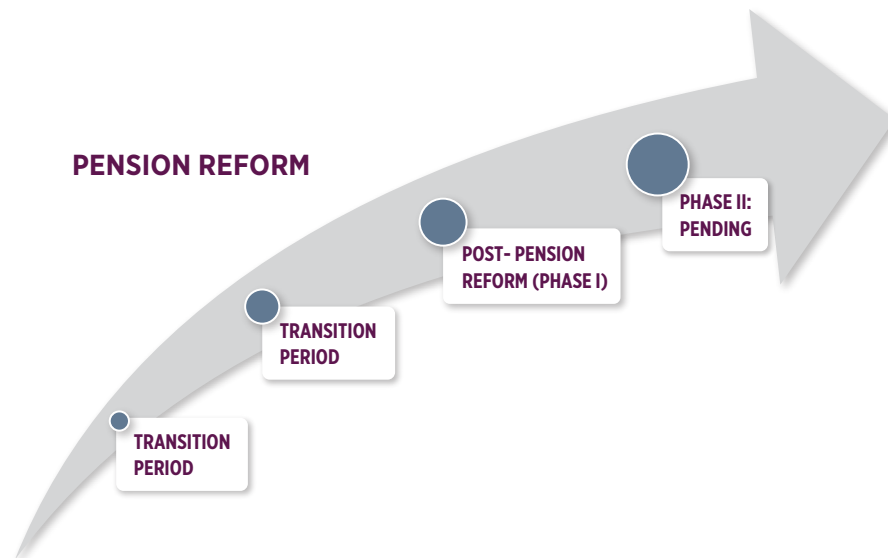 PENSION REFORM
PHASE II:
PENDING
POST- PENSION
REFORM (PHASE I)
TRANSITION
PERIOD
TRANSITION
PERIOD